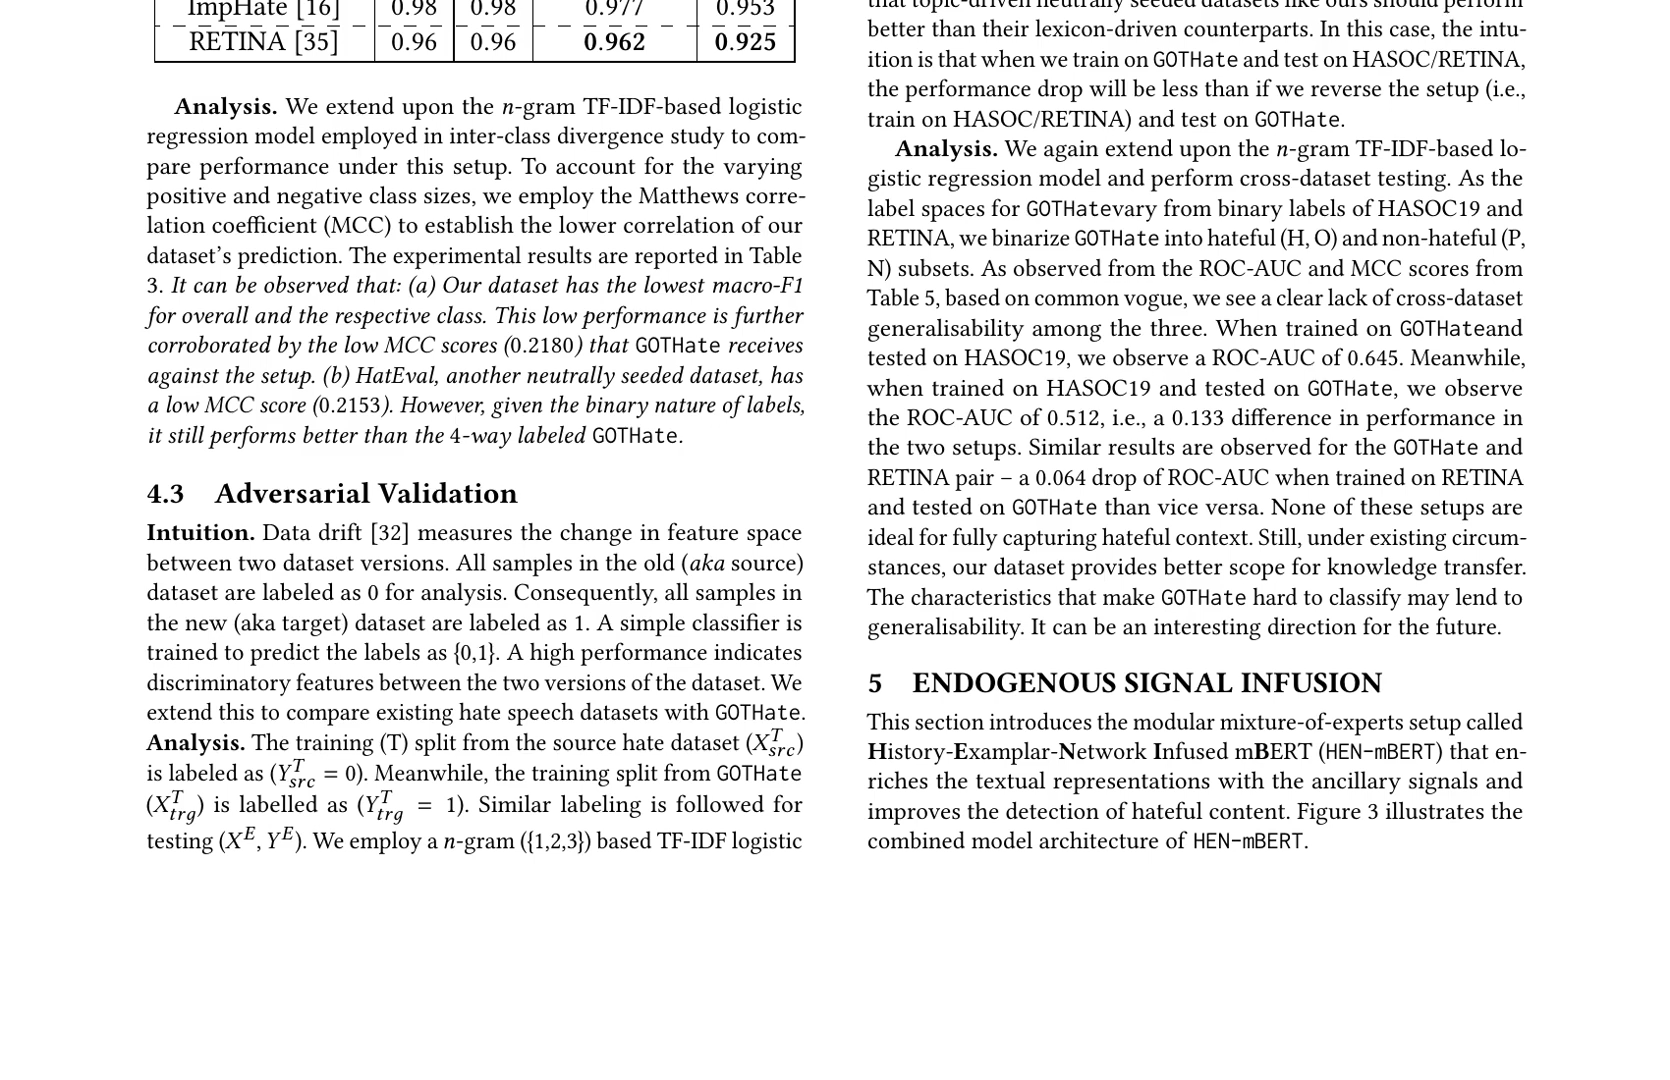 ImpHate [16] 0.98 0.98 0.977 0.953
RETINA [35] 0.96 0.96 0.962 0.925
Analysis. We extend upon the n-gram TF-IDF-based logistic
regression model employed in inter-class divergence study to com-
pare performance under this setup. To account for the varying
positive and negative class sizes, we employ the Matthews corre-
lation coefficient (MCC) to establish the lower correlation of our
dataset's prediction. The experimental results are reported in Table
3. It can be observed that: (a) Our dataset has the lowest macro-F1
for overall and the respective class. This low performance is further
corroborated by the low MCC scores (0.2180) that GOTHate receives
against the setup. (b) HatEval, another neutrally seeded dataset, has
a low MCC score (0.2153). However, given the binary nature of labels,
it still performs better than the 4-way labeled GOTHate.
4.3 Adversarial Validation
Intuition. Data drift [32] measures the change in feature space
between two dataset versions. All samples in the old (aka source)
dataset are labeled as 0 for analysis. Consequently, all samples in
the new (aka target) dataset are labeled as 1. A simple classifier is
trained to predict the labels as {0,1}. A high performance indicates
discriminatory features between the two versions of the dataset. We
extend this to compare existing hate speech datasets with GOTHate.
Analysis. The training (T) split from the source hate dataset (X^T_src)
is labeled as (Y^T_src = 0). Meanwhile, the training split from GOTHate
(X^T_trg) is labelled as (Y^T_trg = 1). Similar labeling is followed for
testing (X^E, Y^E). We employ a n-gram ({1,2,3}) based TF-IDF logistic
that topic-driven neutrally seeded datasets like ours should perform
better than their lexicon-driven counterparts. In this case, the intu-
ition is that when we train on GOTHate and test on HASOC/RETINA,
the performance drop will be less than if we reverse the setup (i.e.,
train on HASOC/RETINA) and test on GOTHate.
Analysis. We again extend upon the n-gram TF-IDF-based lo-
gistic regression model and perform cross-dataset testing. As the
label spaces for GOTHatevary from binary labels of HASOC19 and
RETINA, we binarize GOTHate into hateful (H, O) and non-hateful (P,
N) subsets. As observed from the ROC-AUC and MCC scores from
Table 5, based on common vogue, we see a clear lack of cross-dataset
generalisability among the three. When trained on GOTHateand
tested on HASOC19, we observe a ROC-AUC of 0.645. Meanwhile,
when trained on HASOC19 and tested on GOTHate, we observe
the ROC-AUC of 0.512, i.e., a 0.133 difference in performance in
the two setups. Similar results are observed for the GOTHate and
RETINA pair – a 0.064 drop of ROC-AUC when trained on RETINA
and tested on GOTHate than vice versa. None of these setups are
ideal for fully capturing hateful context. Still, under existing circum-
stances, our dataset provides better scope for knowledge transfer.
The characteristics that make GOTHate hard to classify may lend to
generalisability. It can be an interesting direction for the future.
5 ENDOGENOUS SIGNAL INFUSION
This section introduces the modular mixture-of-experts setup called
History-Examplar-Network Infused mBERT (HEN-mBERT) that en-
riches the textual representations with the ancillary signals and
improves the detection of hateful content. Figure 3 illustrates the
combined model architecture of HEN-mBERT.